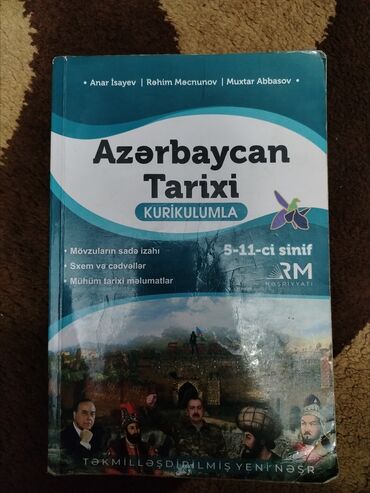 • Anar İsayev | Rəhim Məcnunov | Muxtar Abbasov •
Azərbaycan
Tarixi
KURİKULUMLA
5-11-ci sinif
• Mövzuların sadə izahı
• Sxem və cədvəllər
• Mühüm tarixi məlumatlar
RM
NƏŞRİYYATI
TƏKMİLLƏŞDİRİLMİŞ YENİ NƏŞR